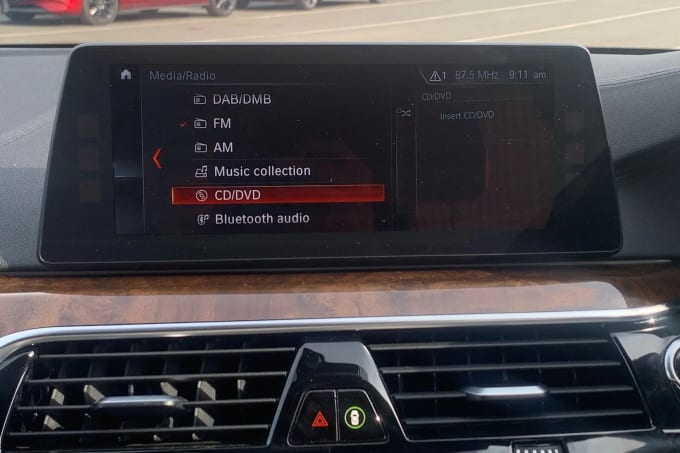 Media/Radio
1 87.5 MHz 9:11 am
DAB/DMB
FM
AM
Music collection
CD/DVD
Bluetooth audio
CD/DVD
Insert CD/DVD